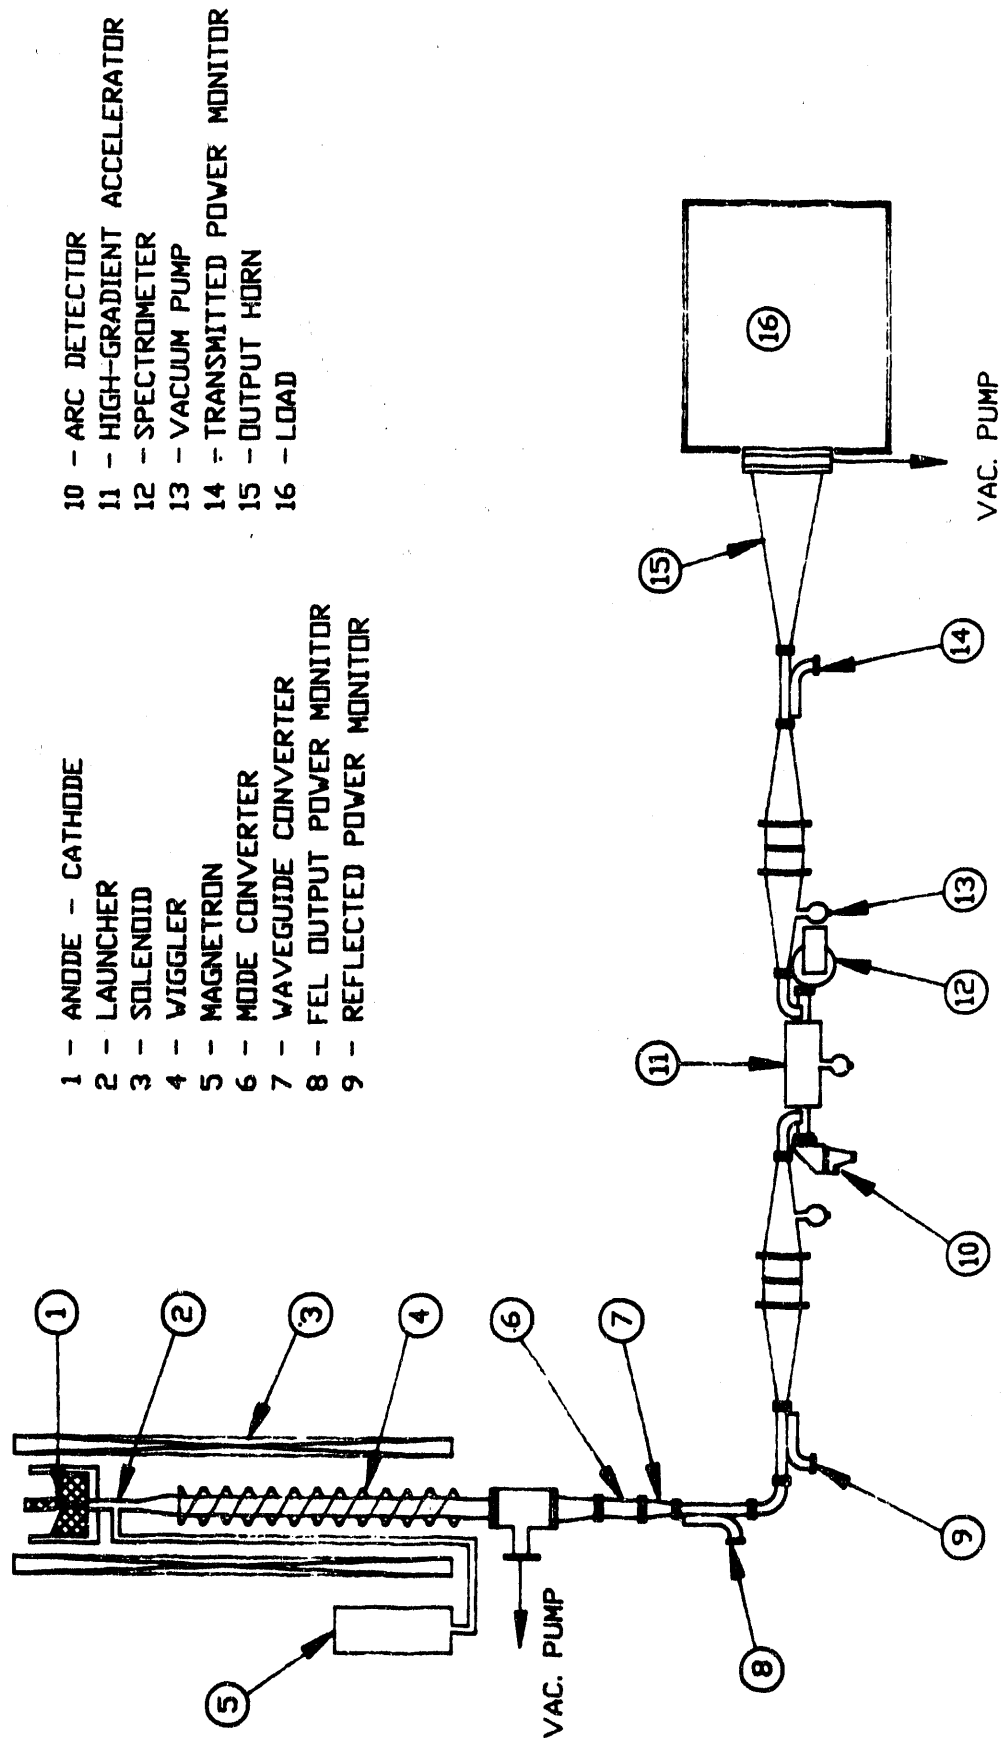 1 - ANODE - CATHODE
2 - LAUNCHER
3 - SOLENOID
4 - WIGGLER
5 - MAGNETRON
6 - MODE CONVERTER
7 - WAVEGUIDE CONVERTER
8 - FEL OUTPUT POWER MONITOR
9 - REFLECTED POWER MONITOR
10 - ARC DETECTOR
11 - HIGH-GRADIENT ACCELERATOR
12 - SPECTROMETER
13 - VACUUM PUMP
14 - TRANSMITTED POWER MONITOR
15 - OUTPUT HORN
16 - LOAD
1
2
3
4
5
6
7
8
9
10
11
12
13
14
15
16
VAC. PUMP
VAC. PUMP